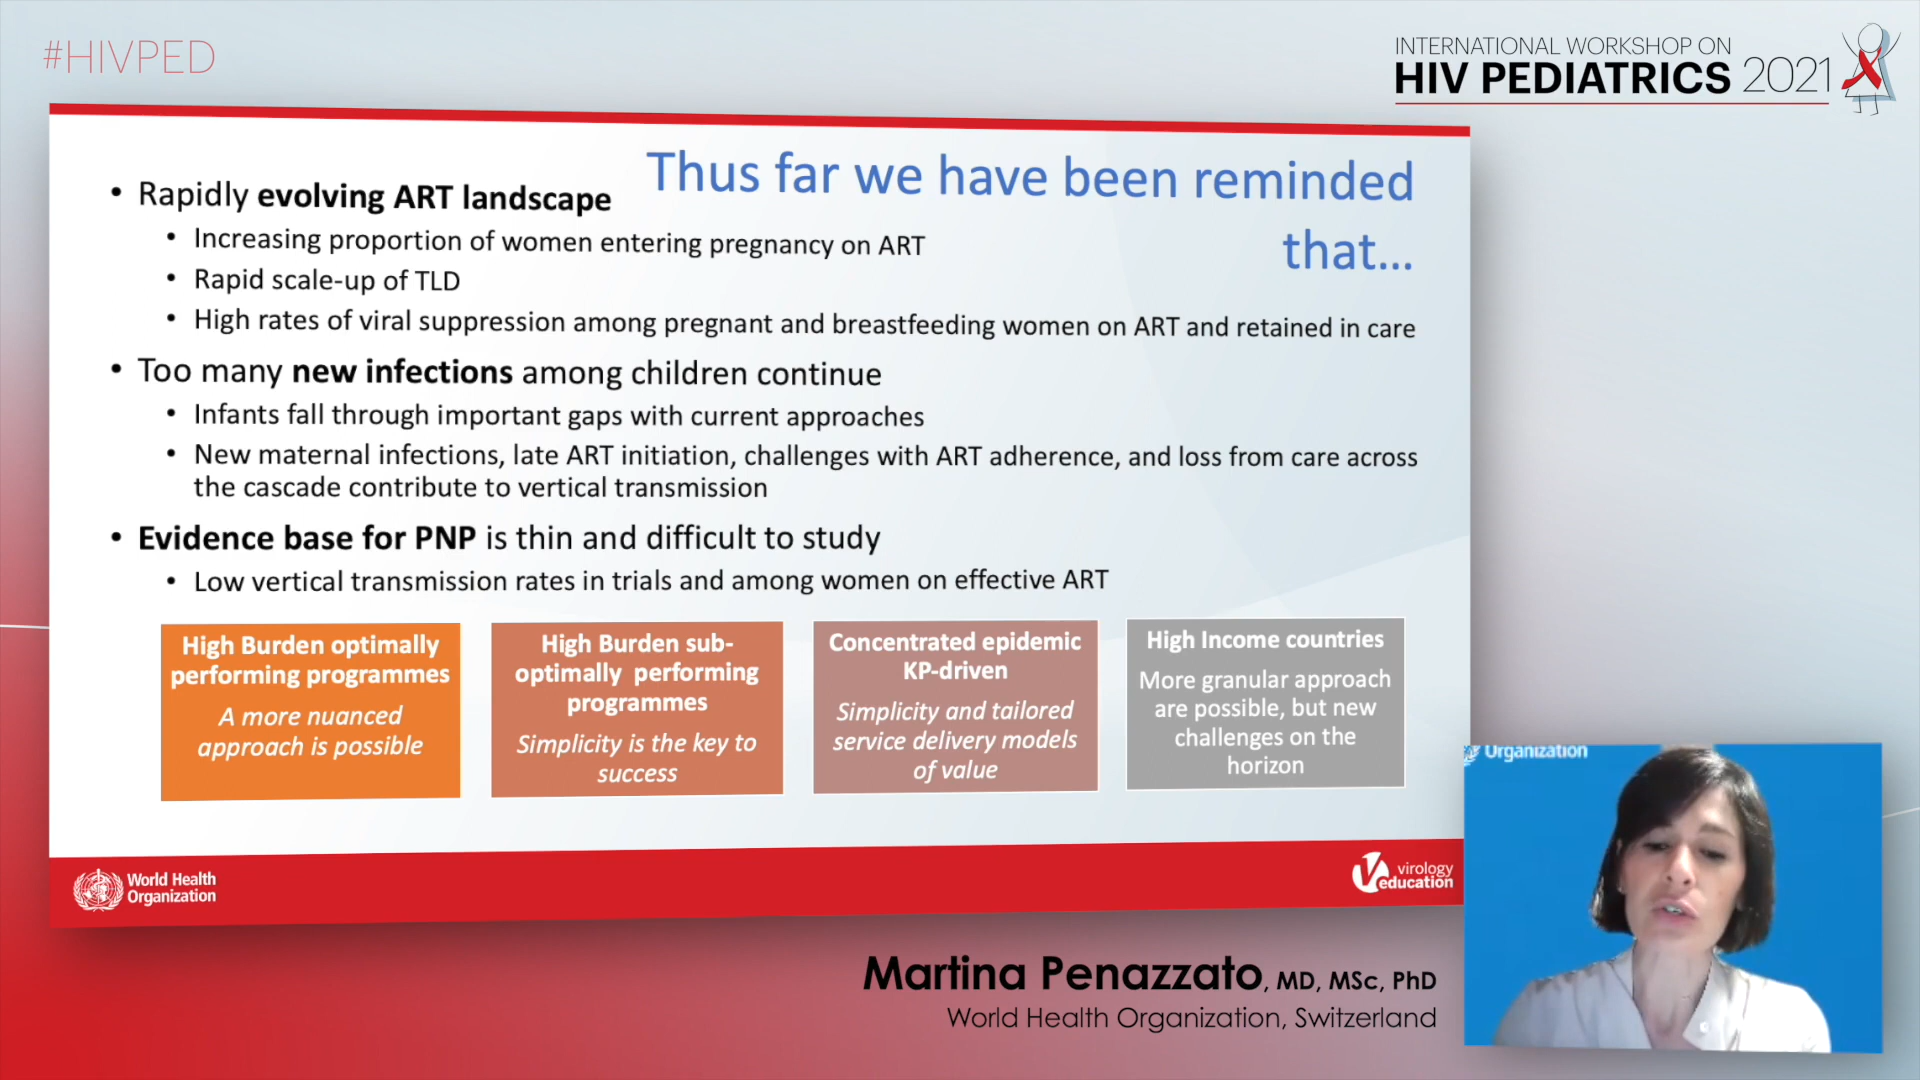 #HIVPED
INTERNATIONAL WORKSHOP ON
HIV PEDIATRICS 2021
Thus far we have been reminded
that...
• Rapidly evolving ART landscape
• Increasing proportion of women entering pregnancy on ART
• Rapid scale-up of TLD
• High rates of viral suppression among pregnant and breastfeeding women on ART and retained in care
• Too many new infections among children continue
• Infants fall through important gaps with current approaches
• New maternal infections, late ART initiation, challenges with ART adherence, and loss from care across
the cascade contribute to vertical transmission
• Evidence base for PNP is thin and difficult to study
• Low vertical transmission rates in trials and among women on effective ART
High Burden optimally
performing programmes
A more nuanced
approach is possible
High Burden sub-
optimally performing
programmes
Simplicity is the key to
success
Concentrated epidemic
KP-driven
Simplicity and tailored
service delivery models
of value
High Income countries
More granular approach
are possible, but new
challenges on the
horizon
World Health
Organization
virology
education
Organization
Martina Penazzato, MD, MSc, PhD
World Health Organization, Switzerland